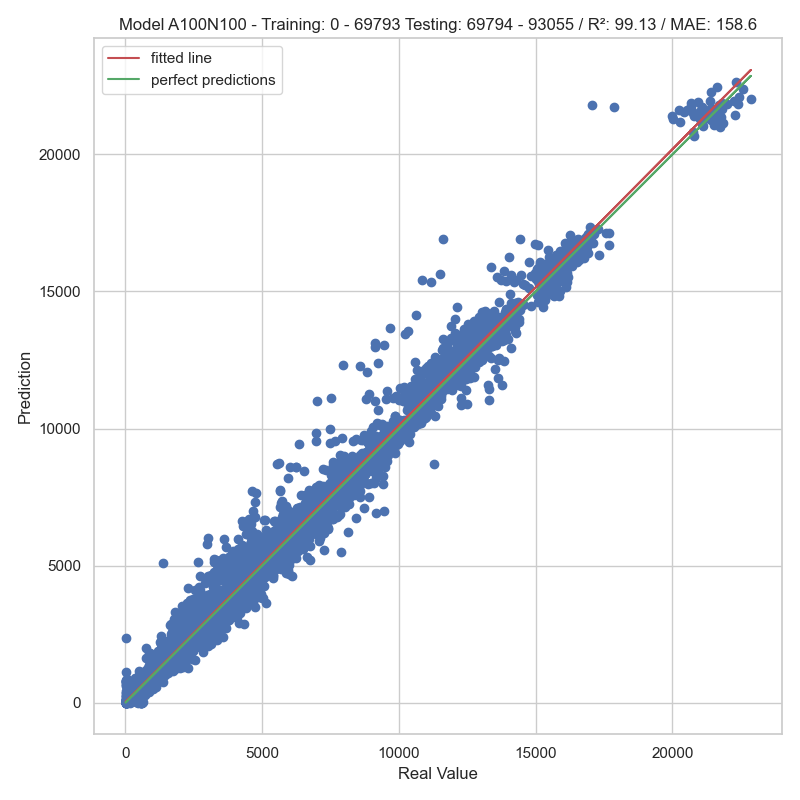 Model A100N100 - Training: 0 - 69793 Testing: 69794 - 93055 / R²: 99.13 / MAE: 158.6
fitted line
perfect predictions
20000
15000
10000
5000
0
Prediction
0 5000 10000 15000 20000
Real Value